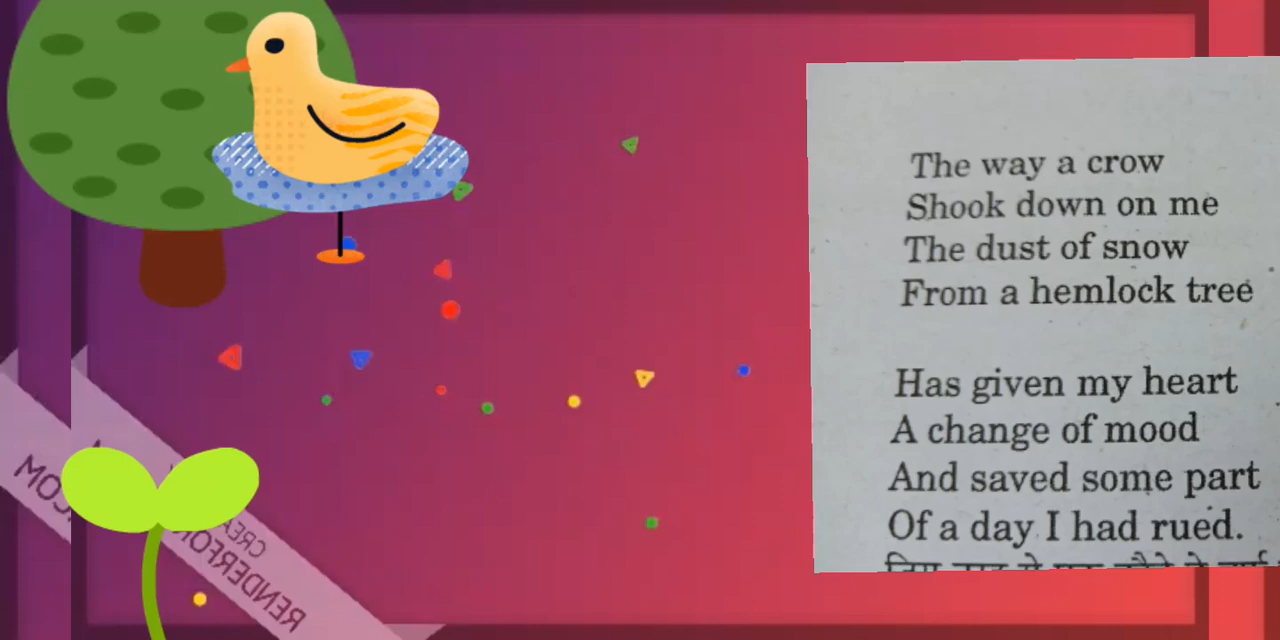 The way a crow
Shook down on me
The dust of snow
From a hemlock tree
Has given my heart
A change of mood
And saved some part
Of a day I had rued.
RENDERFOR